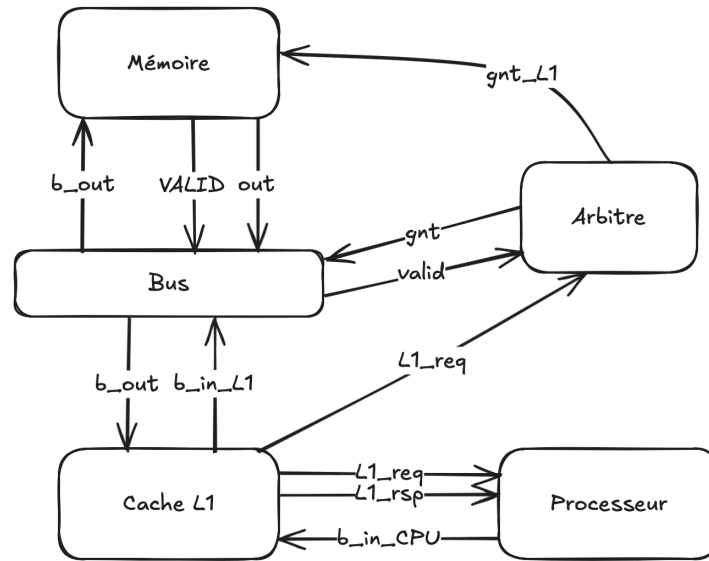 Mémoire
gnt_L1
b_out
VALID
out
Arbitre
gnt
Bus
valid
L1_req
b_out
b_in_L1
L1_req
Cache L1
L1_rsp
Processeur
b_in_CPU